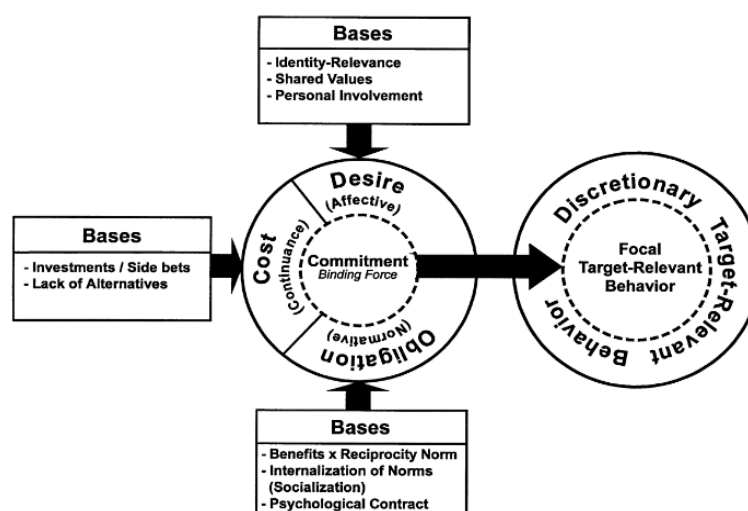 Bases
- Identity-Relevance
- Shared Values
- Personal Involvement
Desire
(Affective)
Cost
(Continuance)
Commitment
Binding Force
Obligation
(Normative)
Bases
- Investments / Side bets
- Lack of Alternatives
Discretionary Target-Relevant Behavior
Focal
Target-Relevant
Behavior
Bases
- Benefits x Reciprocity Norm
- Internalization of Norms
(Socialization)
- Psychological Contract